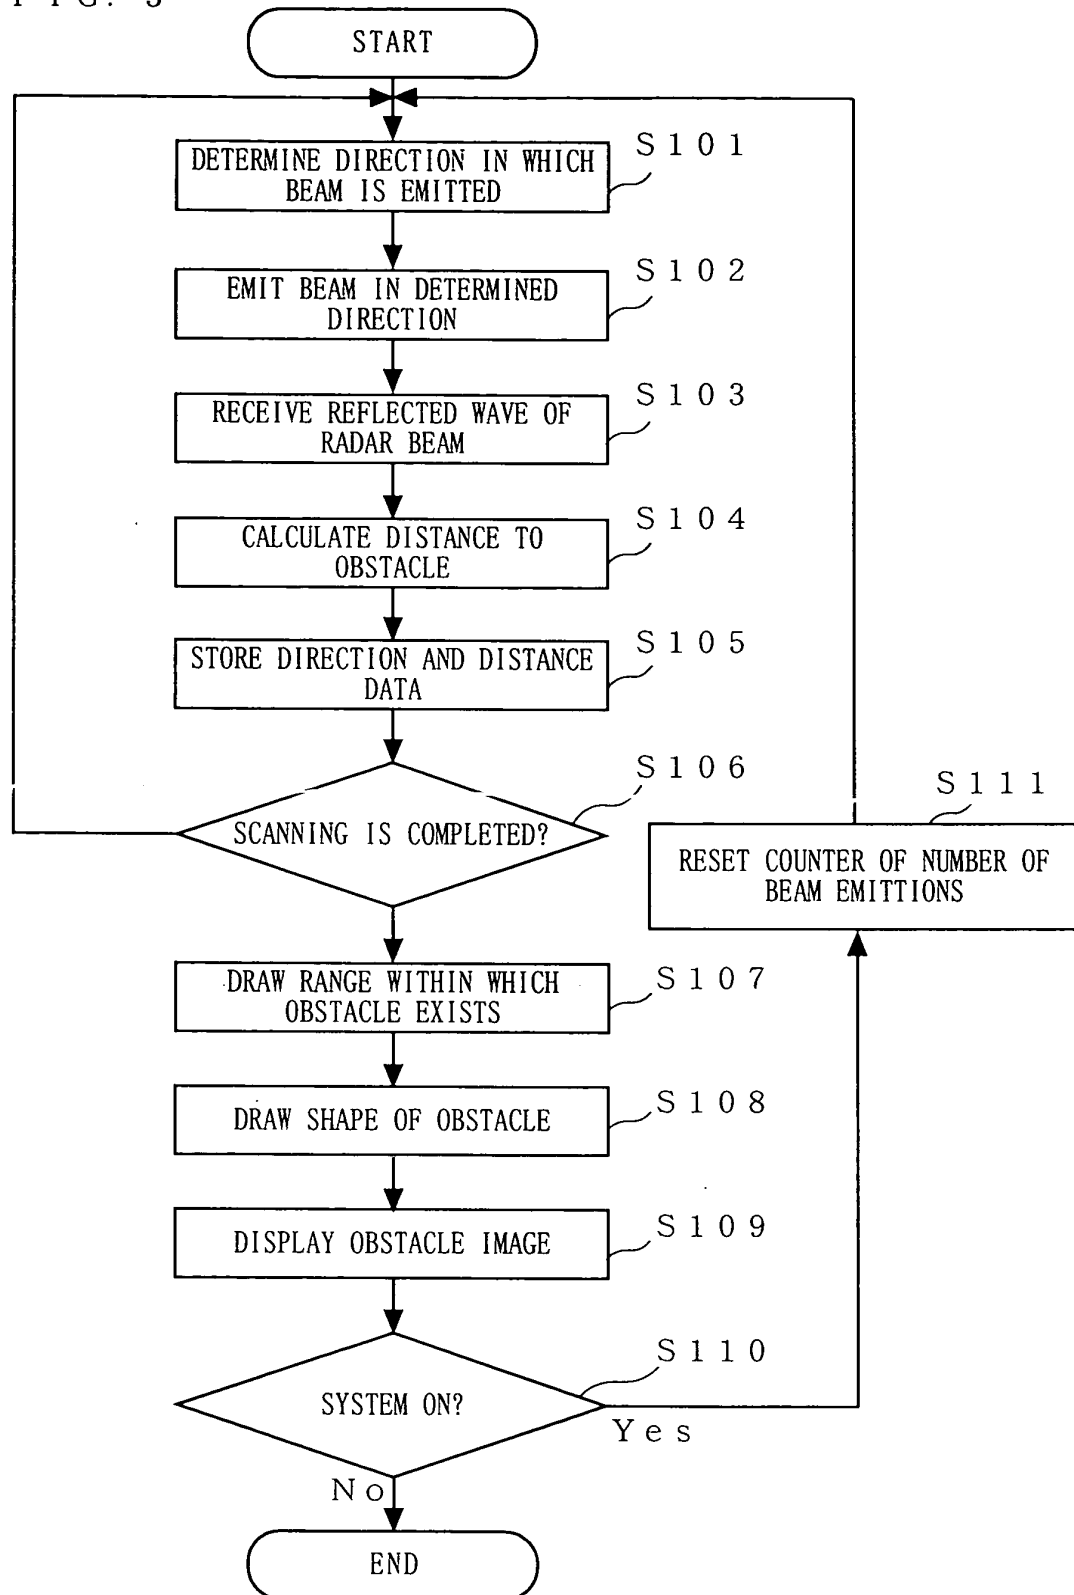 START
DETERMINE DIRECTION IN WHICH
BEAM IS EMITTED
S101
EMIT BEAM IN DETERMINED
DIRECTION
S102
RECEIVE REFLECTED WAVE OF
RADAR BEAM
S103
CALCULATE DISTANCE TO
OBSTACLE
S104
STORE DIRECTION AND DISTANCE
DATA
S105
SCANNING IS COMPLETED?
S106
S111
RESET COUNTER OF NUMBER OF
BEAM EMITTIONS
DRAW RANGE WITHIN WHICH
OBSTACLE EXISTS
S107
DRAW SHAPE OF OBSTACLE
S108
DISPLAY OBSTACLE IMAGE
S109
SYSTEM ON?
S110
Yes
No
END